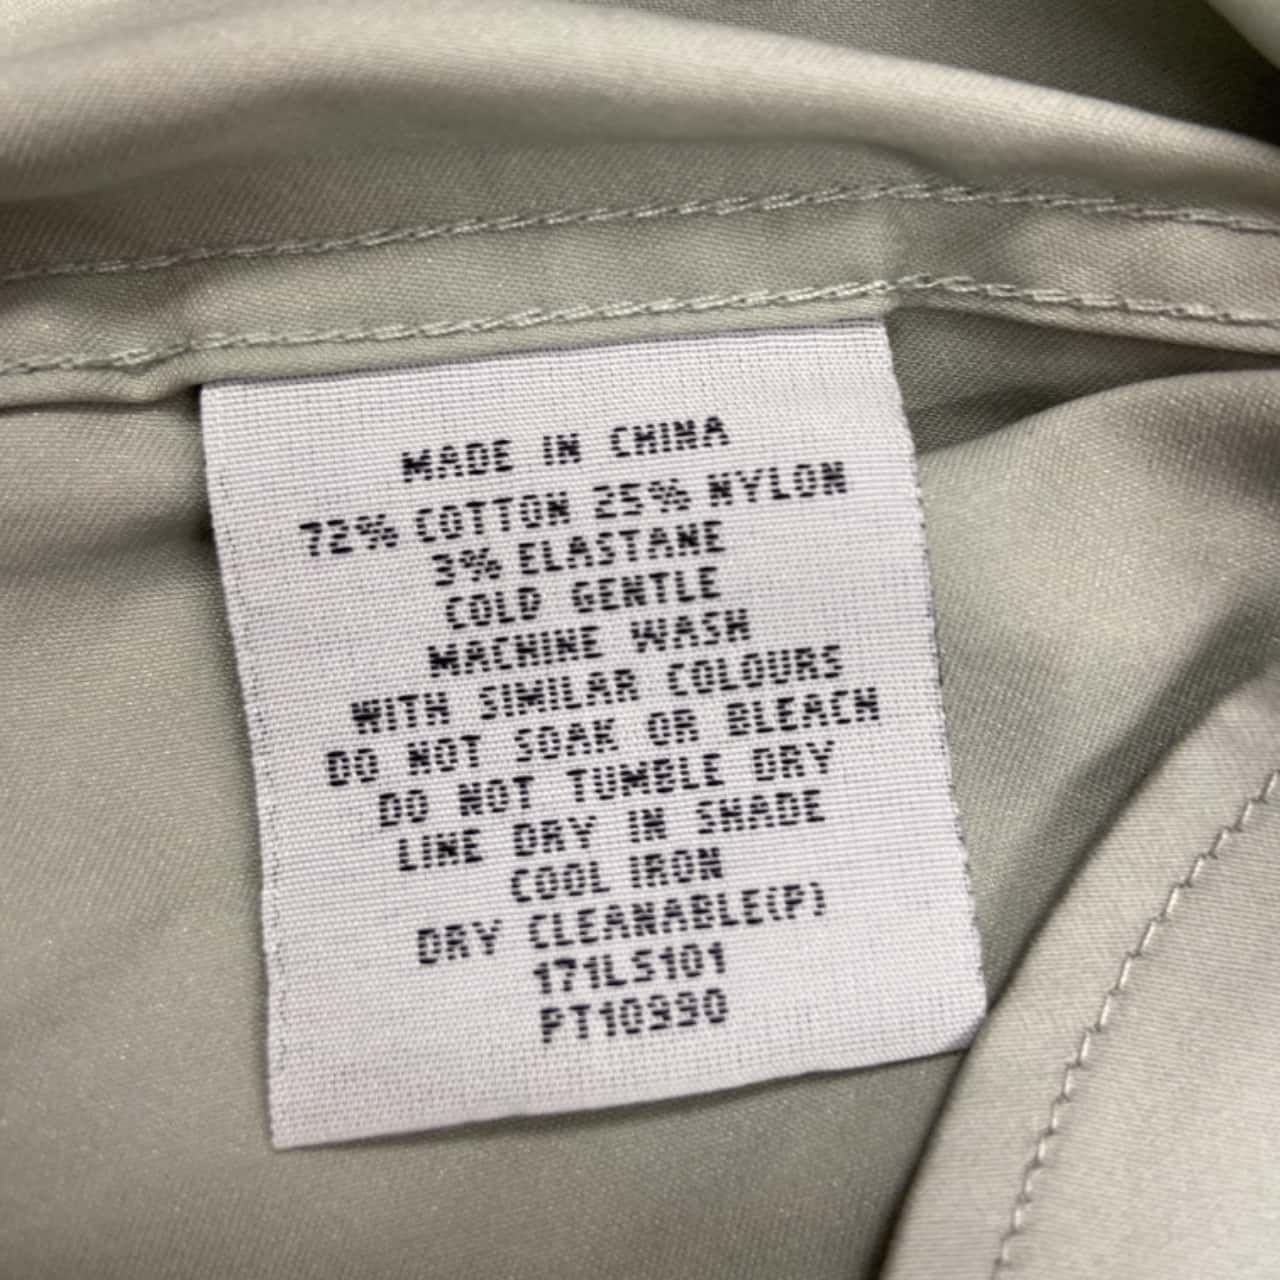 MADE IN CHINA
72% COTTON 25% NYLON
3% ELASTANE
COLD GENTLE
MACHINE WASH
WITH SIMILAR COLOURS
DO NOT SOAK OR BLEACH
DO NOT TUMBLE DRY
LINE DRY IN SHADE
COOL IRON
DRY CLEANABLE(P)
171LS101
PT10990